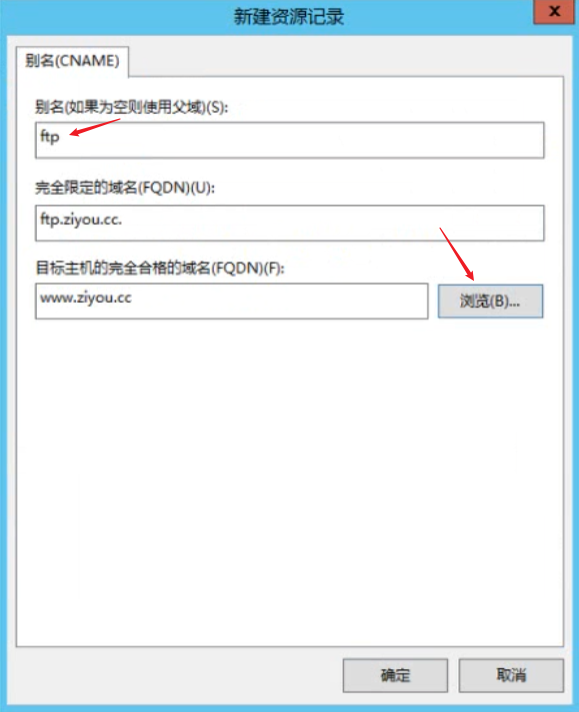 新建资源记录
x
别名(CNAME)
别名(如果为空则使用父域)(S):
ftp
完全限定的域名(FQDN)(U):
ftp.ziyou.cc.
目标主机的完全合格的域名(FQDN)(F):
www.ziyou.cc
浏览(B)...
确定
取消